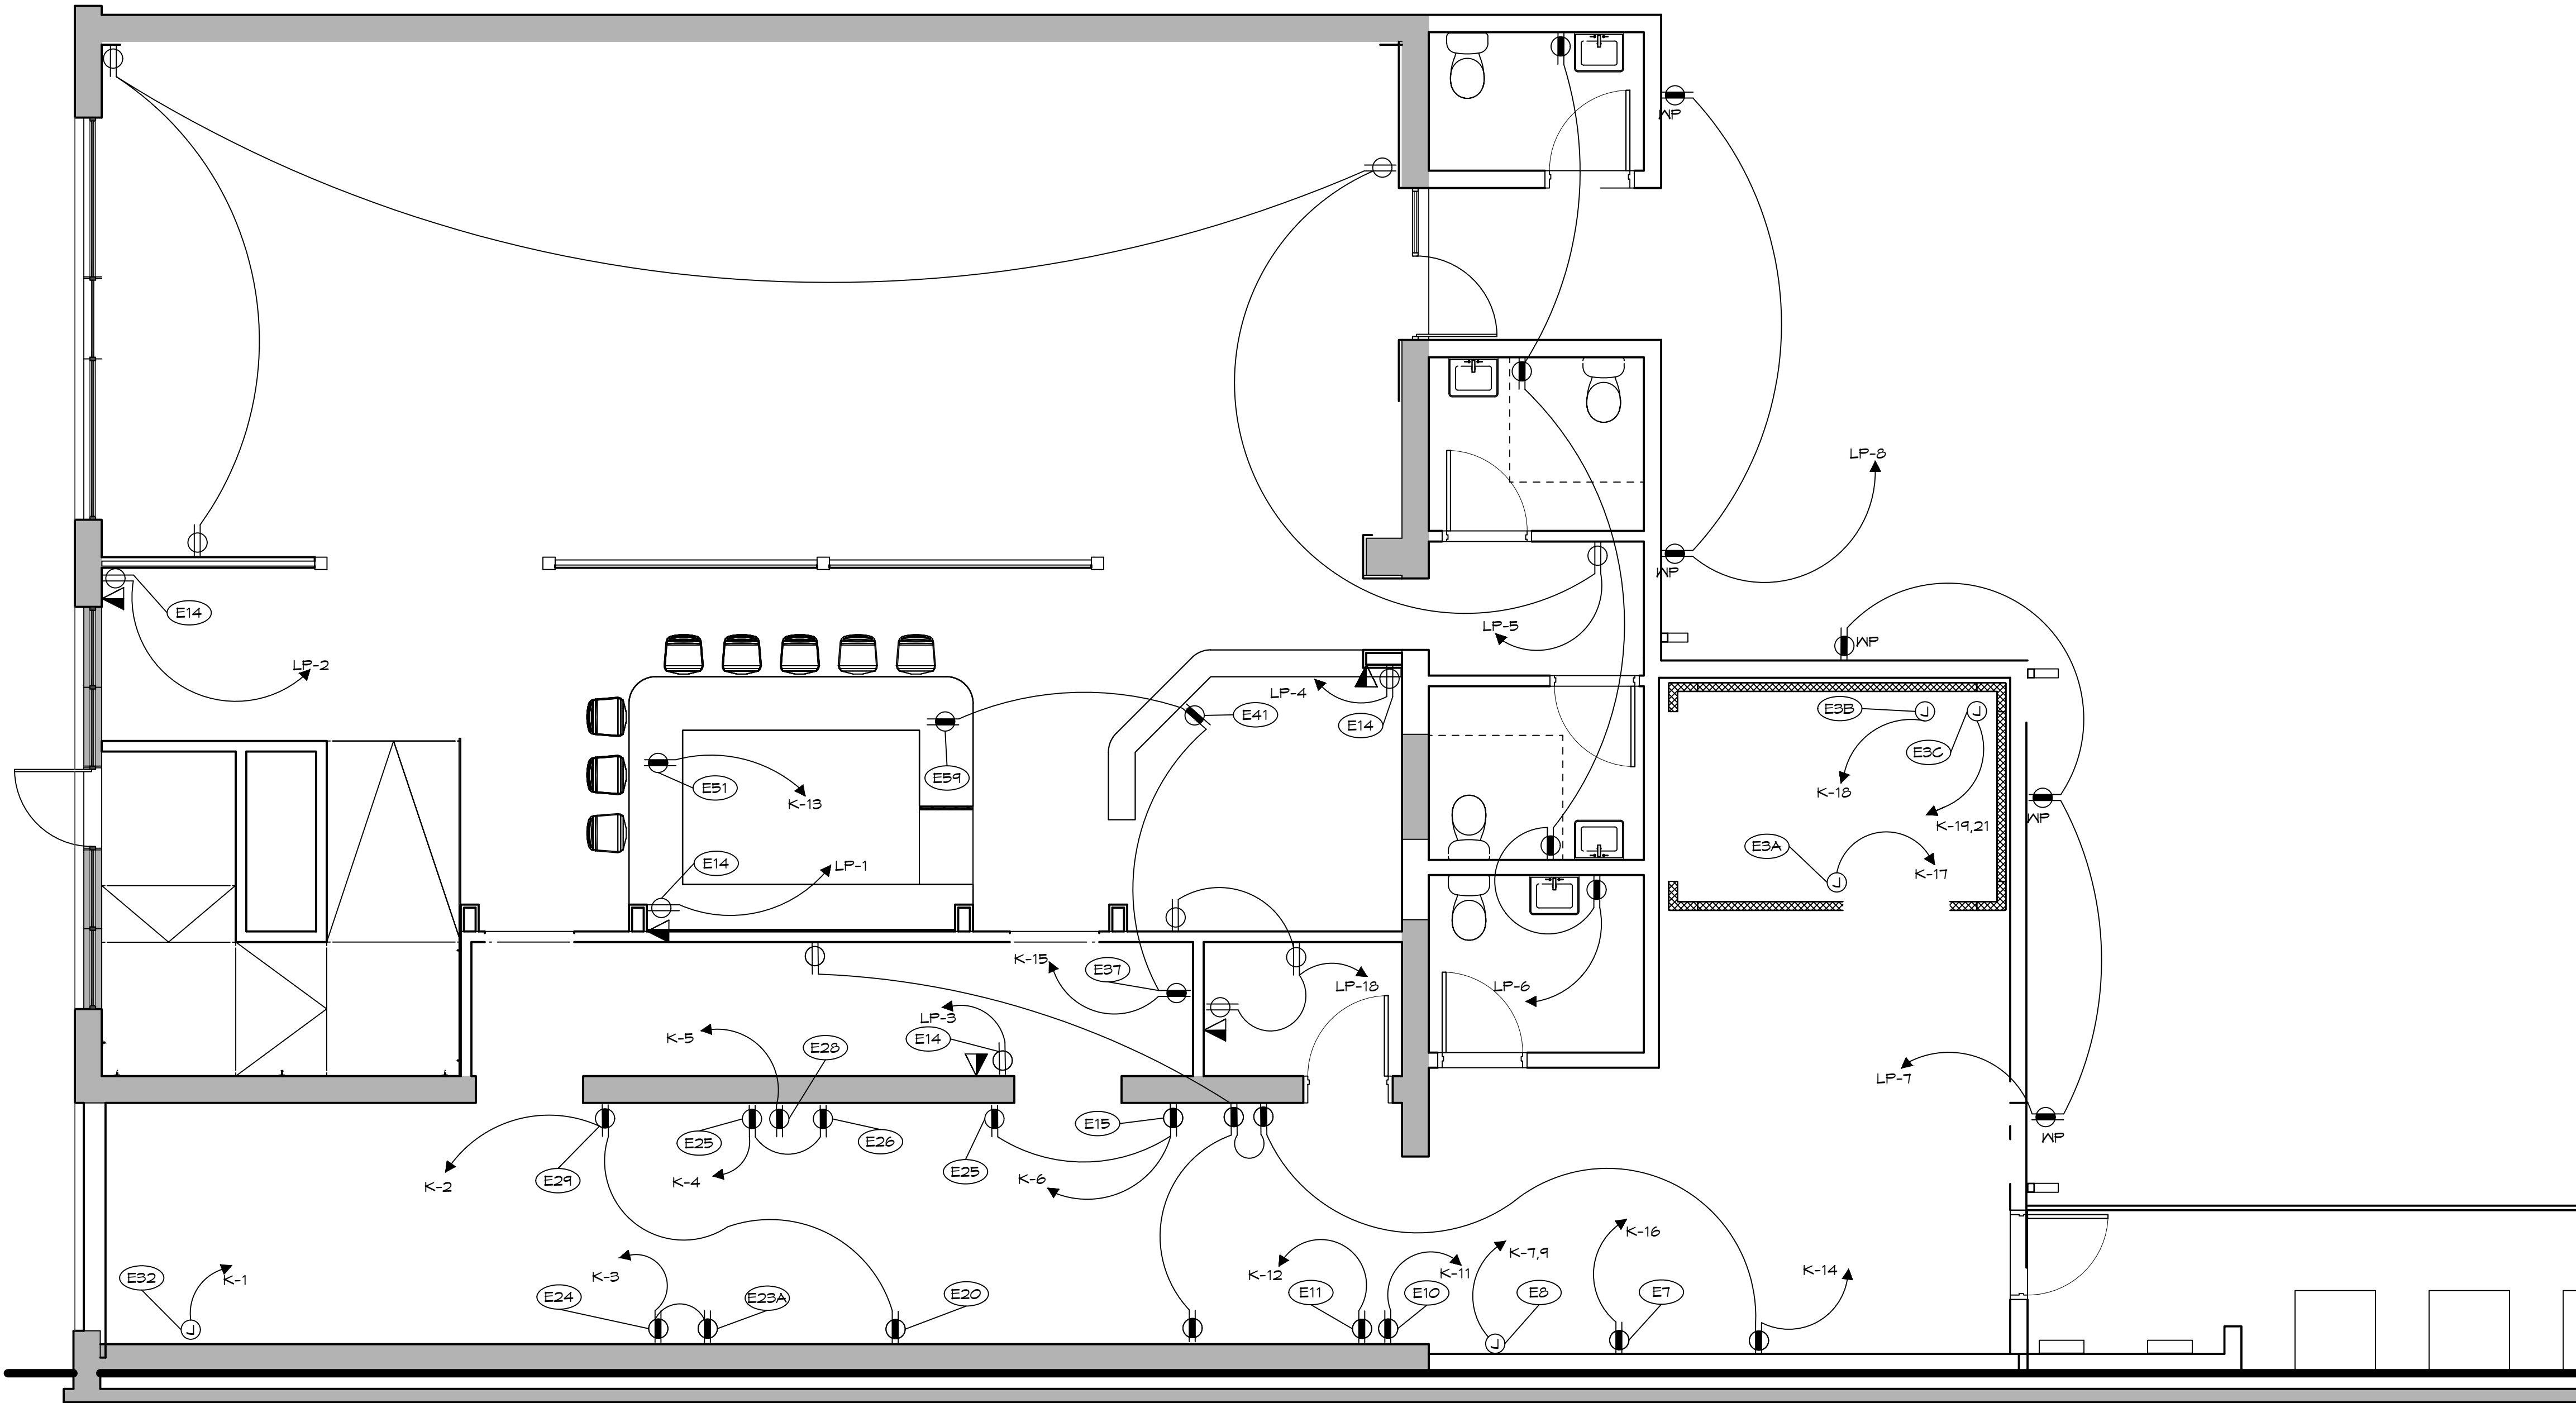 WP
LP-8
WP
E14
LP-5
WP
LP-2
LP-4
E14
E41
E3B
E3C
E59
E51
K-13
K-18
K-19,21
WP
E3A
E14
LP-1
K-17
K-15
E37
LP-18
LP-6
LP-3
E14
K-5
E28
LP-7
E15
WP
E25
E26
E25
K-6
K-4
K-2
E29
K-16
K-7,9
K-12
K-11
K-14
E32
K-1
K-3
E24
E23A
E20
E11
E10
E8
E7
J
J
J
J
J